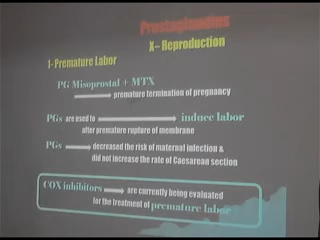 Prostaglandins
X– Reproduction
1- Premature Labor
PG Misoprostal + MTX
premature termination of pregnancy
PGs are used to induce labor
after premature rupture of membrane
PGs decreased the risk of maternal infection &
did not increase the rate of Caesarean section
COX inhibitors are currently being evaluated
for the treatment of premature labor